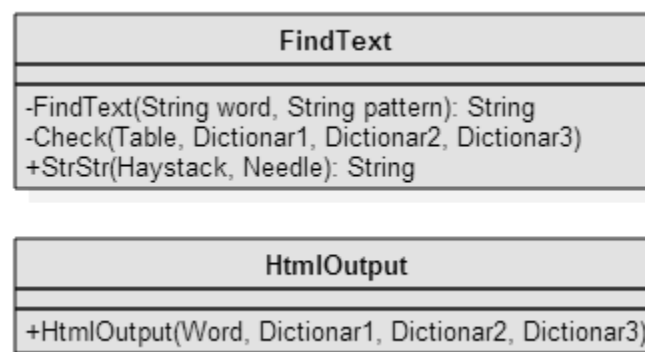 FindText
-FindText(String word, String pattern): String
-Check(Table, Dictionar1, Dictionar2, Dictionar3)
+StrStr(Haystack, Needle): String
HtmlOutput
+HtmlOutput(Word, Dictionar1, Dictionar2, Dictionar3)